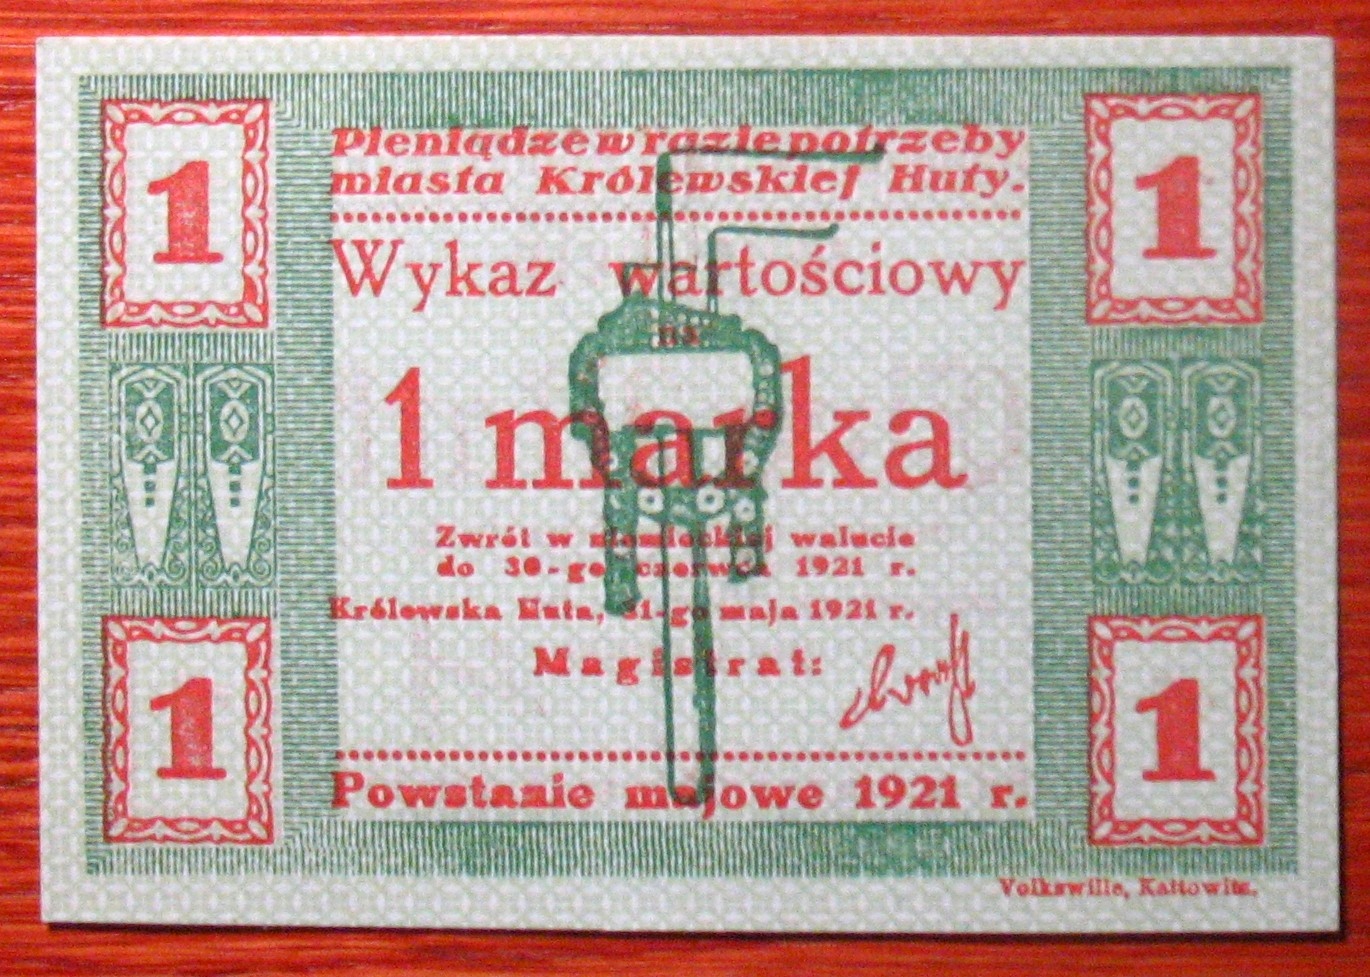 1
1
Pieniądze w razie potrzeby
miasta Królewskiej Huty.
Wykaz wartościowy
na
1 marka
Zwrót w niemieckiej walucie
do 30-go czerwca 1921 r.
Królewska Huta, 31-go maja 1921 r.
Magistrat:
1
1
Powstanie majowe 1921 r.
Volkswille, Kattowitz.